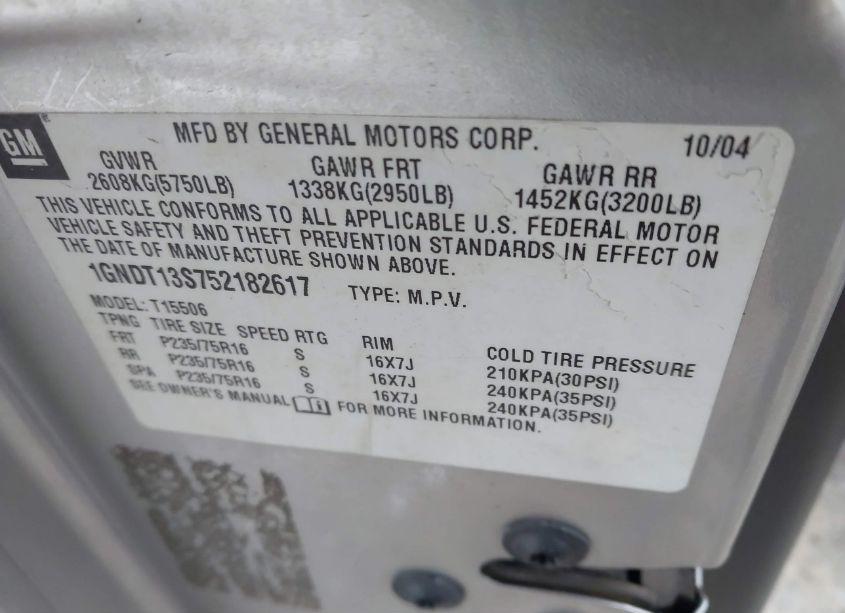 GM
MFD BY GENERAL MOTORS CORP. 10/04
GVWR GAWR FRT GAWR RR
2608KG(5750LB) 1338KG(2950LB) 1452KG(3200LB)
THIS VEHICLE CONFORMS TO ALL APPLICABLE U.S. FEDERAL MOTOR
VEHICLE SAFETY AND THEFT PREVENTION STANDARDS IN EFFECT ON
THE DATE OF MANUFACTURE SHOWN ABOVE.
1GNDT13S752182617 TYPE: M.P.V.
MODEL: T15506
TPNG TIRE SIZE SPEED RTG RIM COLD TIRE PRESSURE
FRT P235/75R16 S 16X7J 210KPA(30PSI)
RR P235/75R16 S 16X7J 240KPA(35PSI)
SPA P235/75R16 S 16X7J 240KPA(35PSI)
SEE OWNER'S MANUAL FOR MORE INFORMATION.